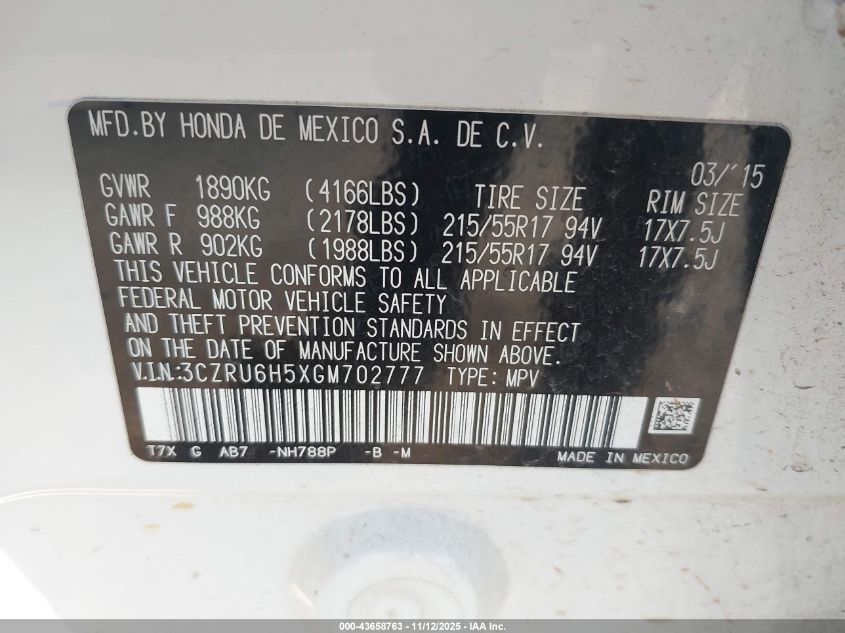 MFD.BY HONDA DE MEXICO S.A. DE C.V.
03/'15
GVWR 1890KG (4166LBS) TIRE SIZE RIM SIZE
GAWR F 988KG (2178LBS) 215/55R17 94V 17X7.5J
GAWR R 902KG (1988LBS) 215/55R17 94V 17X7.5J
THIS VEHICLE CONFORMS TO ALL APPLICABLE
FEDERAL MOTOR VEHICLE SAFETY
AND THEFT PREVENTION STANDARDS IN EFFECT
ON THE DATE OF MANUFACTURE SHOWN ABOVE.
V.I.N.:3CZRU6H5XGM702777 TYPE: MPV
T7X G AB7 -NH788P -B -M
MADE IN MEXICO
000-43658763 - 11/12/2025 - IAA Inc.